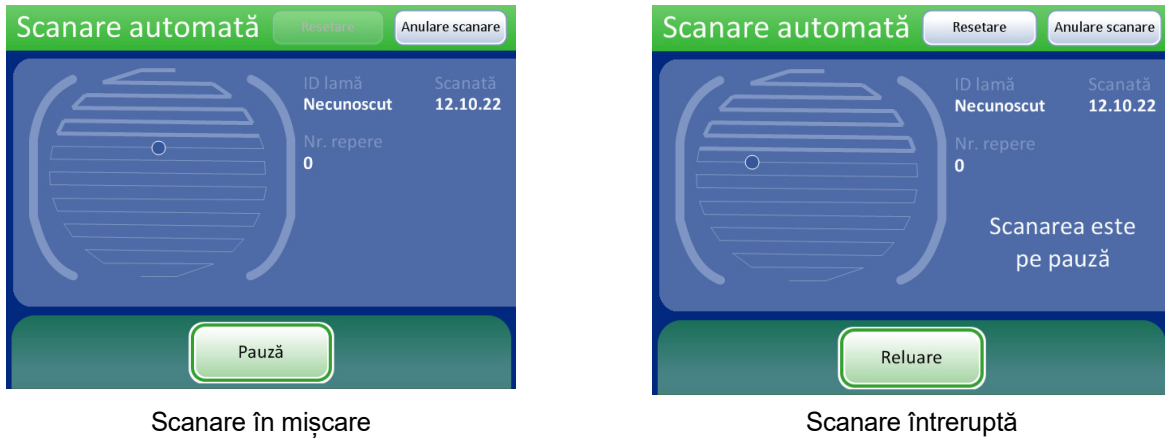 Scanare automată
Resetare
Anulare scanare
ID lamă
Scanată
Necunoscut
12.10.22
Nr. repere
0
Pauză
Scanare în mișcare
Scanare automată
Resetare
Anulare scanare
ID lamă
Scanată
Necunoscut
12.10.22
Nr. repere
0
Scanarea este
pe pauză
Reluare
Scanare întreruptă